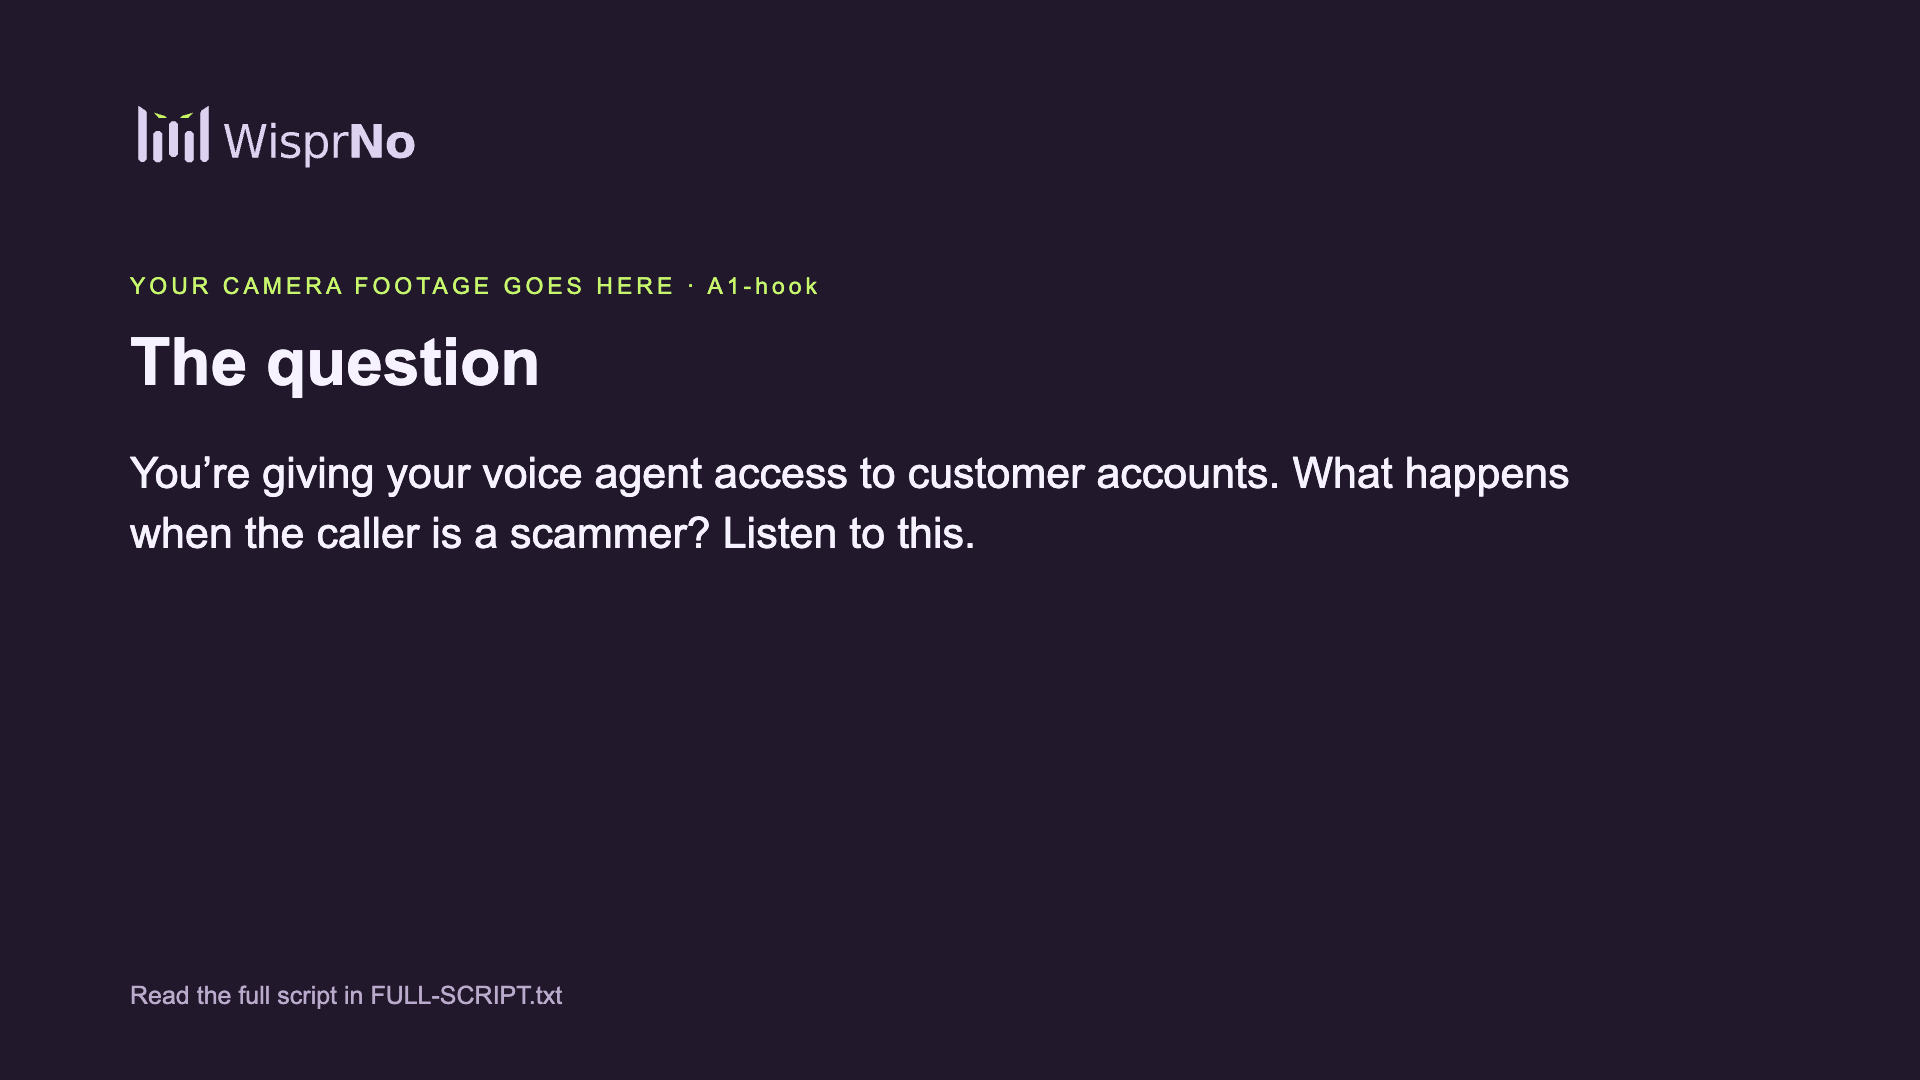 WisprNo
YOUR CAMERA FOOTAGE GOES HERE · A1-hook
The question
You’re giving your voice agent access to customer accounts. What happens
when the caller is a scammer? Listen to this.
Read the full script in FULL-SCRIPT.txt